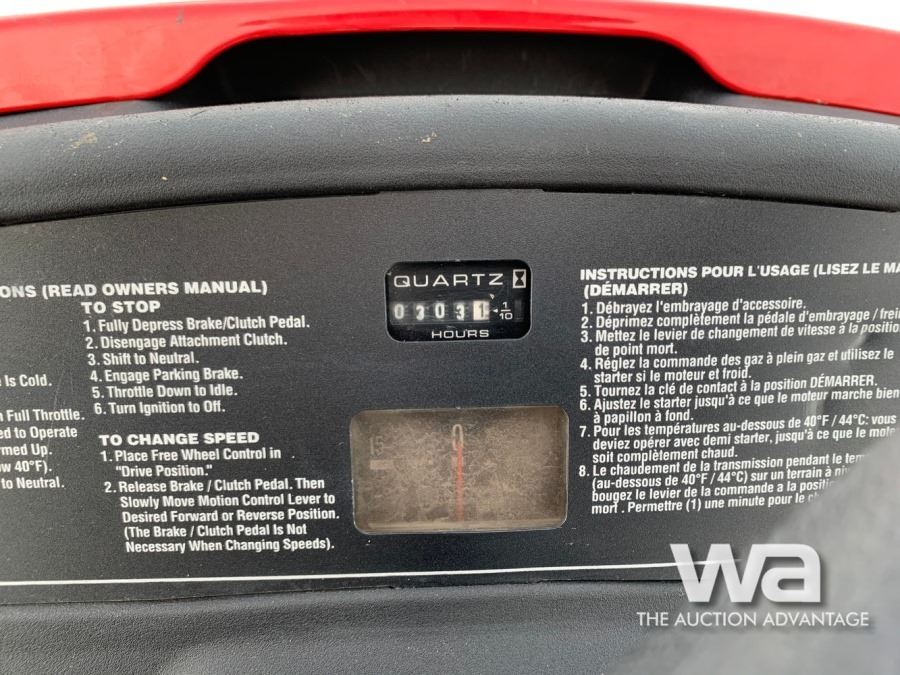 ONS (READ OWNERS MANUAL)
TO STOP
1. Fully Depress Brake/Clutch Pedal.
2. Disengage Attachment Clutch.
3. Shift to Neutral.
4. Engage Parking Brake.
5. Throttle Down to Idle.
6. Turn Ignition to Off.
e Is Cold.
n Full Throttle.
ed to Operate
rmed Up.
ow 40°F).
to Neutral.
TO CHANGE SPEED
1. Place Free Wheel Control in
"Drive Position."
2. Release Brake / Clutch Pedal. Then
Slowly Move Motion Control Lever to
Desired Forward or Reverse Position.
(The Brake / Clutch Pedal Is Not
Necessary When Changing Speeds).
QUARTZ
0 3 0 3 1 1/10
HOURS
15 0
INSTRUCTIONS POUR L'USAGE (LISEZ LE MA
(DÉMARRER)
1. Débrayez l'embrayage d'accessoire.
2. Déprimez complètement la pédale d'embrayage / frei
3. Mettez le levier de changement de vitesse a la position
de point mort.
4. Réglez la commande des gaz à plein gaz et utilisez le
starter si le moteur et froid.
5. Tournez la clé de contact à la position DÉMARRER.
6. Ajustez le starter jusqu'à ce que le moteur marche bien
à papillon à fond.
7. Pour les températures au-dessous de 40°F / 44°C: vous
deviez opérer avec demi starter, jusqu'à ce que le mote
soit complètement chaud.
8. Le chaudement de la transmission pendant le tem
(au-dessous de 40°F / 44°C) sur un terrain à niv
bougez le levier de la commande a la positio
mort . Permettre (1) une minute pour le ch
wa
THE AUCTION ADVANTAGE